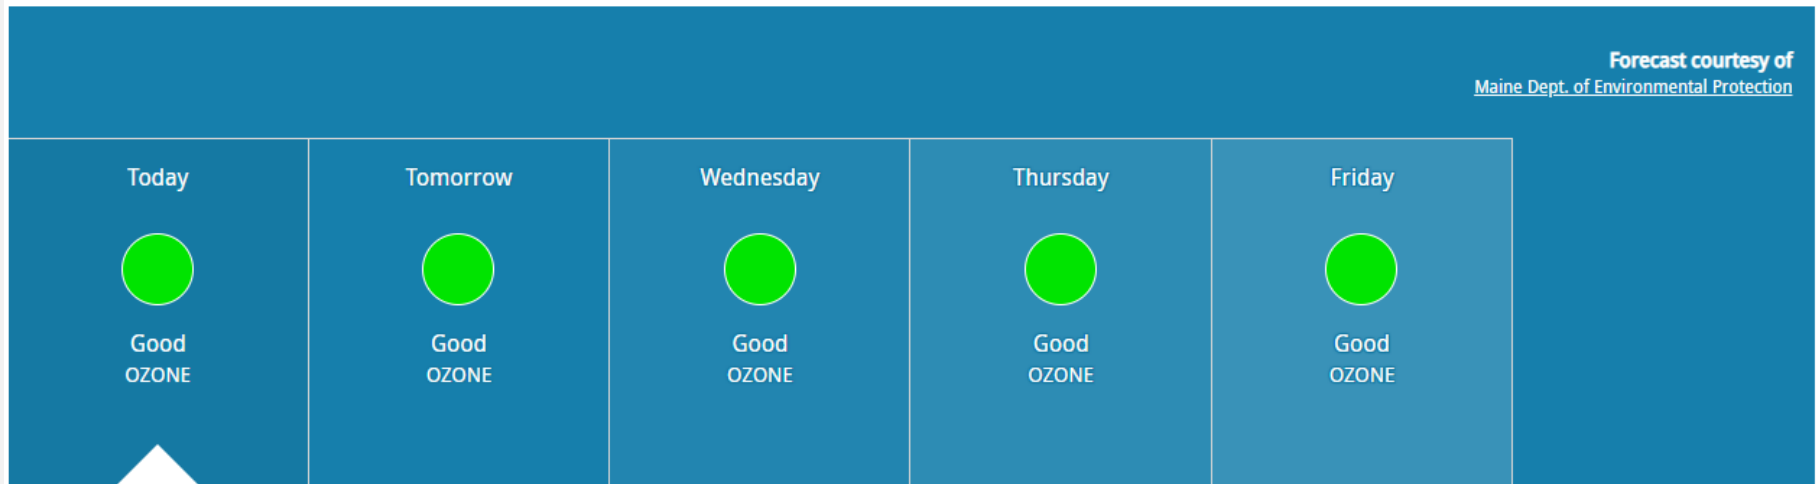 Forecast courtesy of
Maine Dept. of Environmental Protection
Today
Good
OZONE
Tomorrow
Good
OZONE
Wednesday
Good
OZONE
Thursday
Good
OZONE
Friday
Good
OZONE